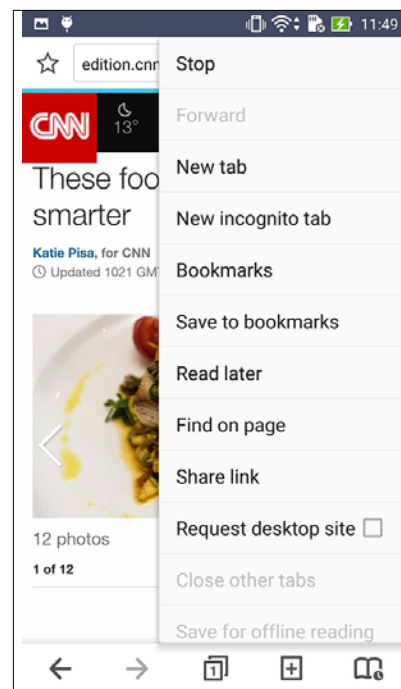 11:49
edition.cnn
Stop
Forward
New tab
New incognito tab
Bookmarks
Save to bookmarks
Read later
Find on page
Share link
Request desktop site
Close other tabs
Save for offline reading
CNN
13°
These foo
smarter
Katie Pisa, for CNN
Updated 1021 GM
12 photos
1 of 12
1